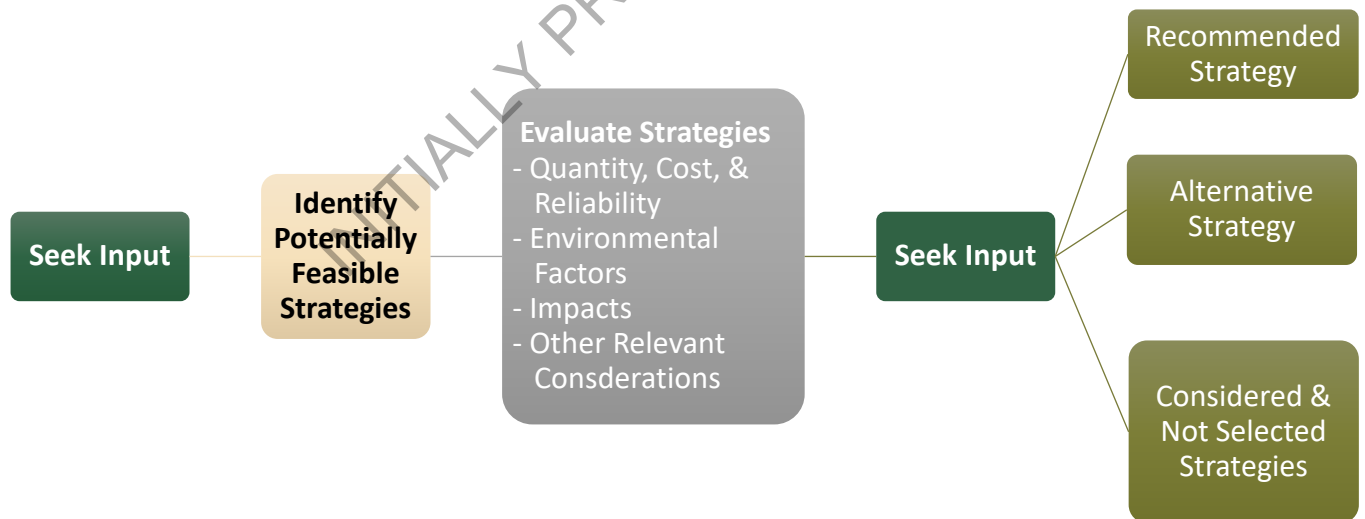 Seek Input
Identify
Potentially
Feasible
Strategies
Evaluate Strategies
- Quantity, Cost, &
Reliability
- Environmental
Factors
- Impacts
- Other Relevant
Consderations
Seek Input
Recommended
Strategy
Alternative
Strategy
Considered &
Not Selected
Strategies
INITIALLY PR